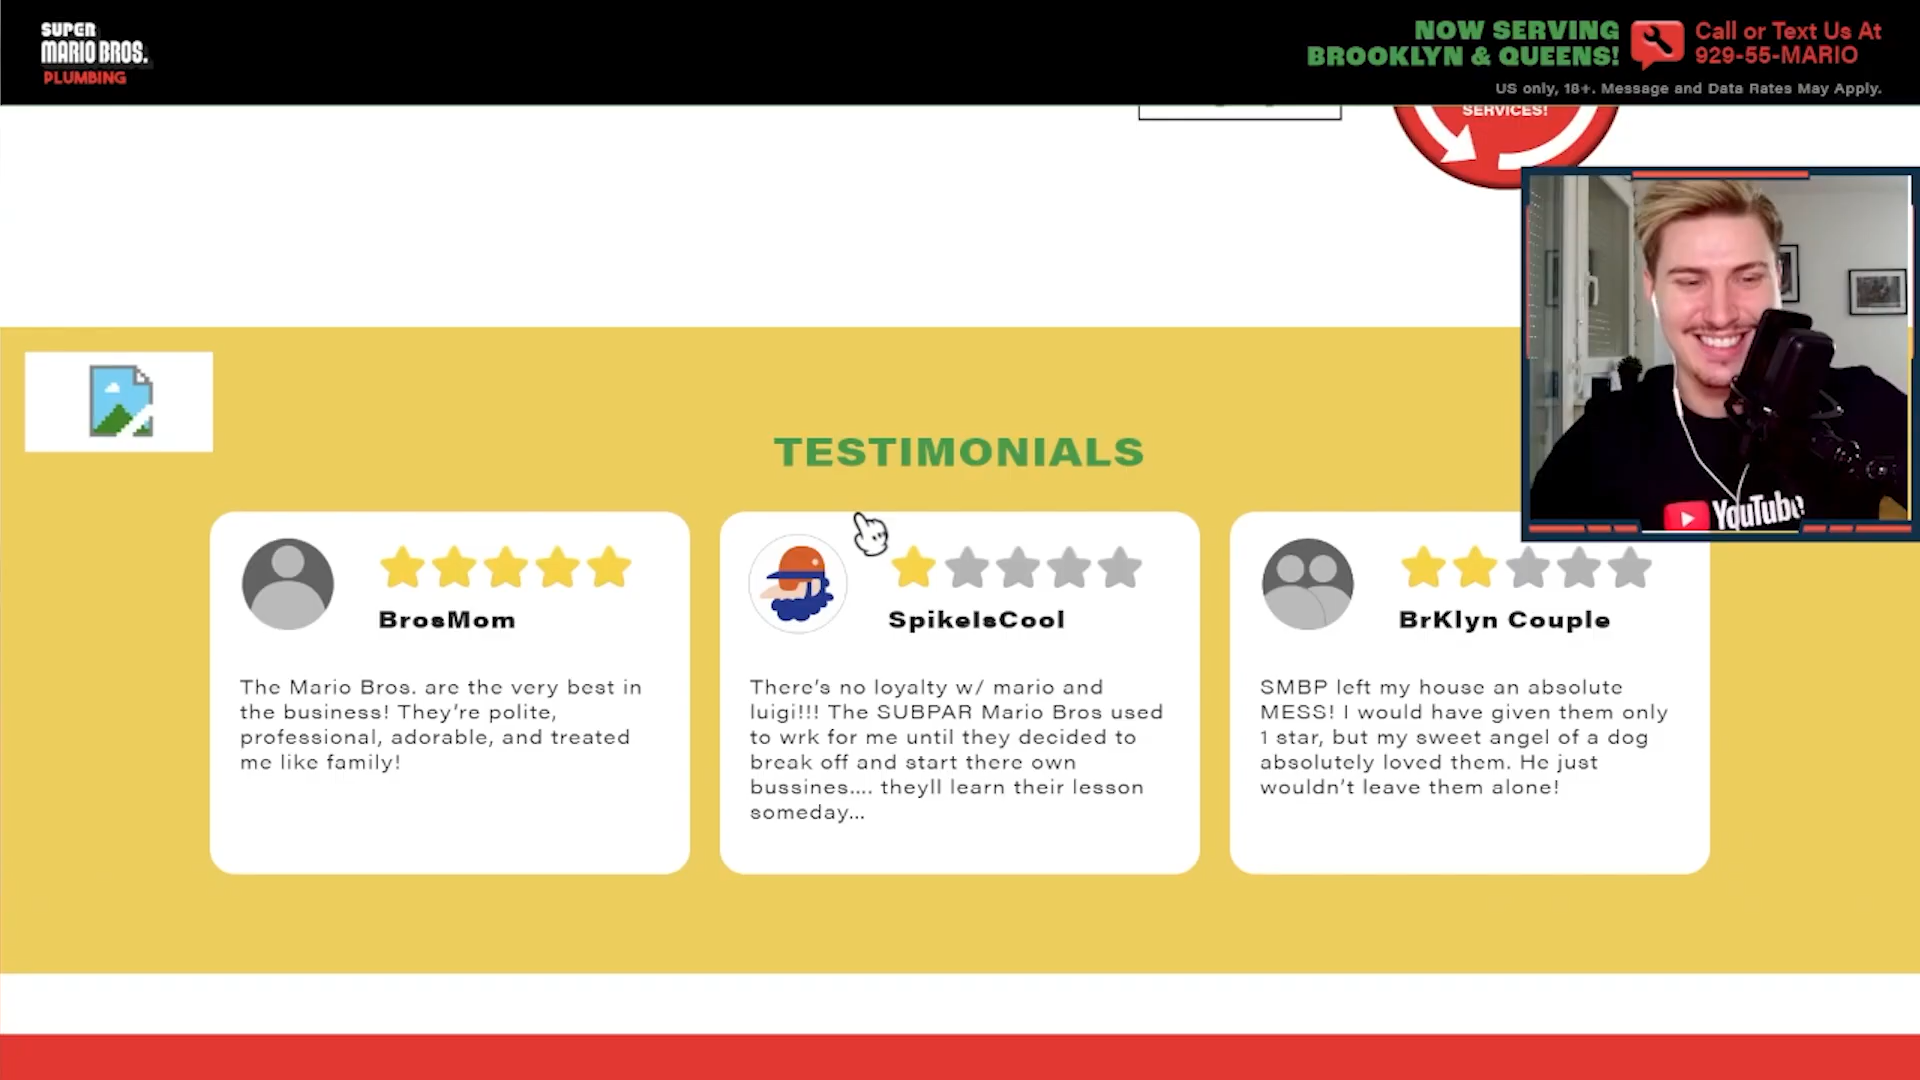 SUPER
MARIO BROS.
PLUMBING
NOW SERVING
BROOKLYN & QUEENS!
Call or Text Us At
929-55-MARIO
US only, 18+. Message and Data Rates May Apply.
SERVICES!
YouTube
TESTIMONIALS
BrosMom
The Mario Bros. are the very best in
the business! They're polite,
professional, adorable, and treated
me like family!
SpikeIsCool
There's no loyalty w/ mario and
luigi!!! The SUBPAR Mario Bros used
to wrk for me until they decided to
break off and start there own
bussines.... theyll learn their lesson
someday...
BrKlyn Couple
SMBP left my house an absolute
MESS! I would have given them only
1 star, but my sweet angel of a dog
absolutely loved them. He just
wouldn't leave them alone!